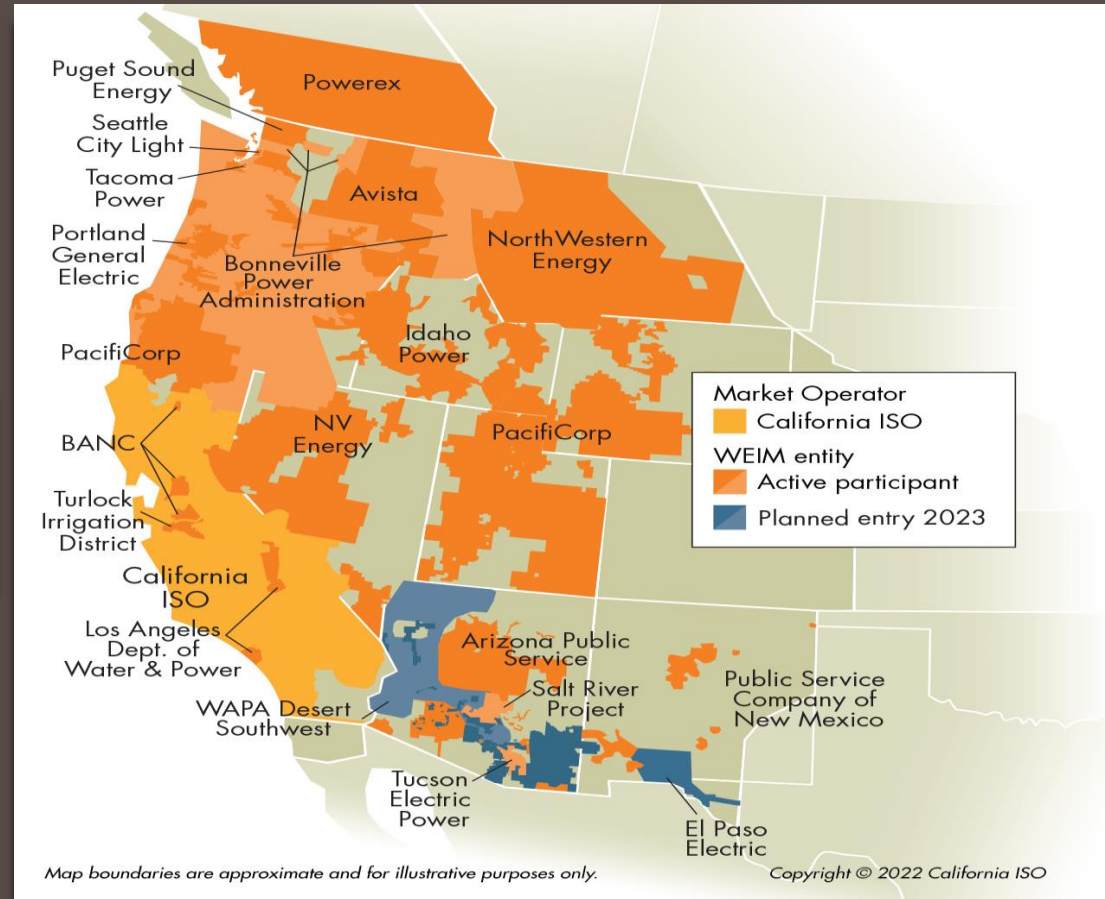 Puget Sound
Energy
Seattle
City Light
Tacoma
Power
Portland
General
Electric
PacifiCorp
BANC
Turlock
Irrigation
District
California
ISO
Los Angeles
Dept. of
Water & Power
WAPA Desert
Southwest
Powerex
Avista
Bonneville
Power
Administration
NorthWestern
Energy
Idaho
Power
NV
Energy
PacifiCorp
Arizona Public
Service
Salt River
Project
Tucson
Electric
Power
Public Service
Company of
New Mexico
El Paso
Electric
Market Operator
California ISO
WEIM entity
Active participant
Planned entry 2023
Map boundaries are approximate and for illustrative purposes only.
Copyright © 2022 California ISO